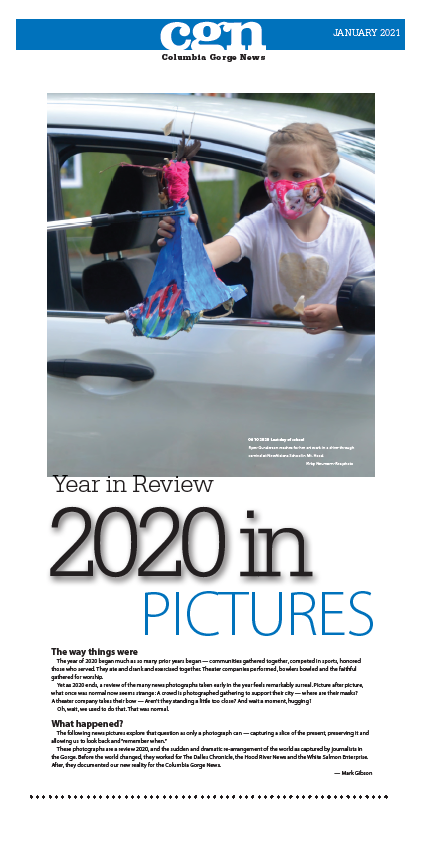 cgn
JANUARY 2021
Columbia Gorge News
06 10 2020 Last day of school
reaches for her artwork in a drive-through
carnival at
Year in Review
2020 in
PICTURES
The way things were
The year of 2020 began much as so many prior years began — communities gathered together, competed in sports, honored
those who served. They ate and drank and exercised together. Theater companies performed, bowlers bowled and the faithful
gathered for worship.
Yet as 2020 ends, a review of the many news photographs taken early in the year feels remarkably surreal. Picture after picture,
what once was normal now seems strange: A crowd is photographed gathering to support their city — where are their masks?
A theater company takes their bow — Aren't they standing a little too close? And wait a moment, hugging!
Oh, wait, we used to do that. That was normal.
What happened?
The following news pictures explore that question as only a photograph can — capturing a slice of the present, preserving it and
allowing us to look back and "remember when."
These photographs are a review 2020, and the sudden and dramatic re-arrangement of the world as captured by journalists in
the Gorge. Before the world changed, they worked for The Dalles Chronicle, the Hood River News and the White Salmon Enterprise.
After, they documented our new reality for the Columbia Gorge News.
— Mark Gibson